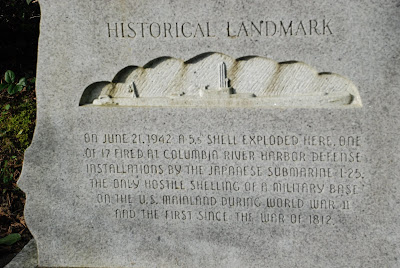 HISTORICAL LANDMARK
ON JUNE 21, 1942 A 5.5" SHELL EXPLODED HERE. ONE
OF 17 FIRED AT COLUMBIA RIVER HARBOR DEFENSE
INSTALLATIONS BY THE JAPANESE SUBMARINE I-25.
THE ONLY HOSTILE SHELLING OF A MILITARY BASE
ON THE U.S. MAINLAND DURING WORLD WAR II
AND THE FIRST SINCE THE WAR OF 1812.